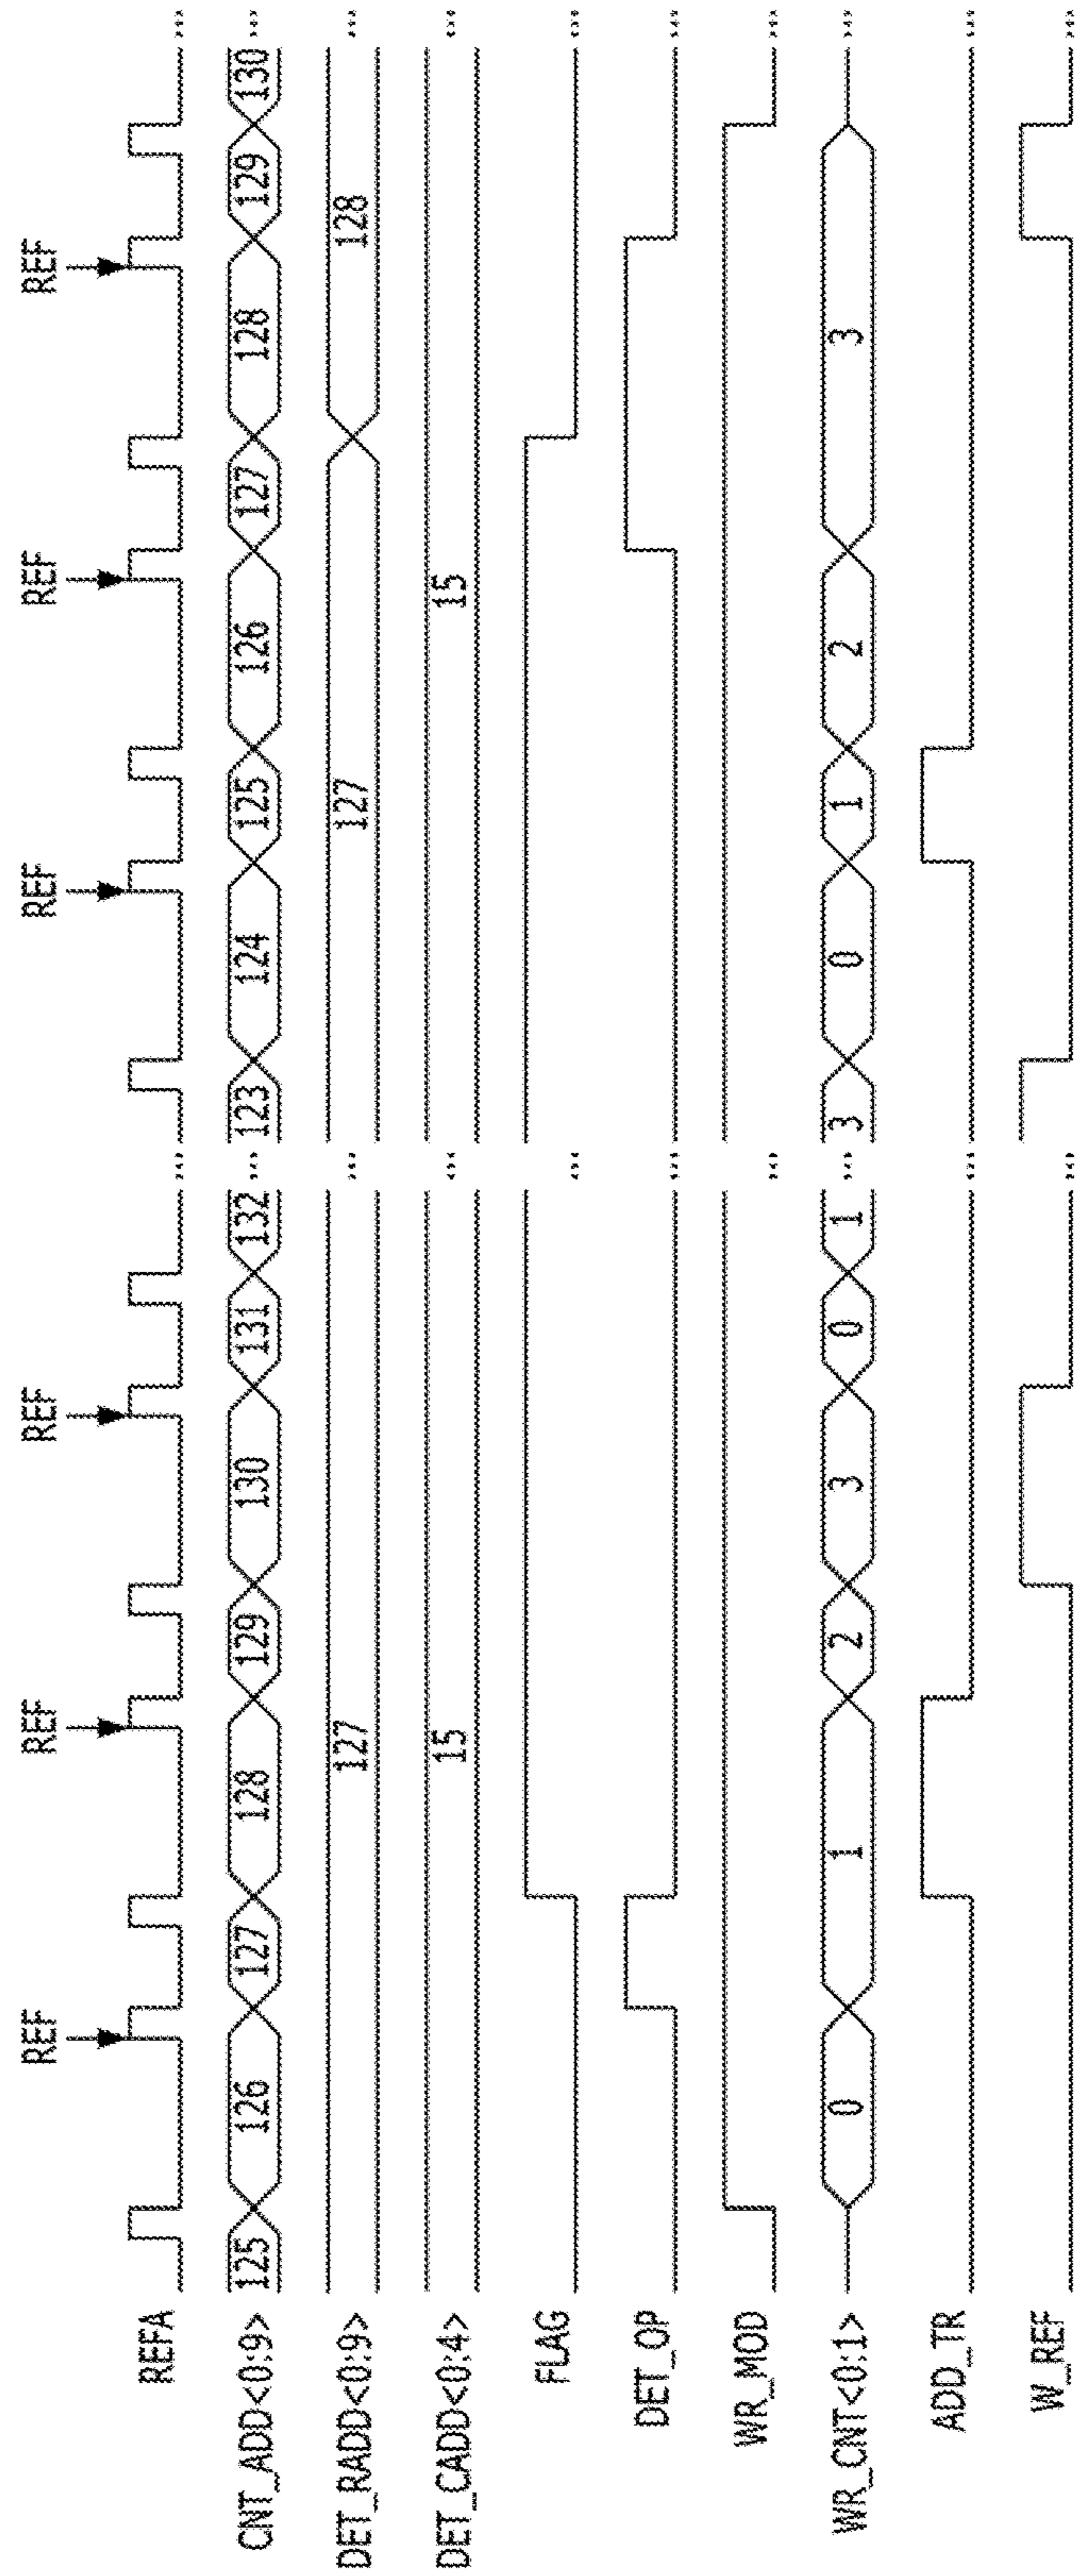 REF REF REF REF REF REF
REFA ... ...
CNT_ADD<0:9> 125 126 127 128 129 130 131 132 ... 123 124 125 126 127 128 129 130 ...
DET_RADD<0:9> 127 ... 127 128 ...
DET_CADD<0:4> 15 ... 15 ...
FLAG ... ...
DET_OP ... ...
WR_MOD ... ...
WR_CNT<0:1> 0 1 2 3 0 1 ... 3 0 1 2 3 ...
ADD_TR ... ...
W_REF ... ...